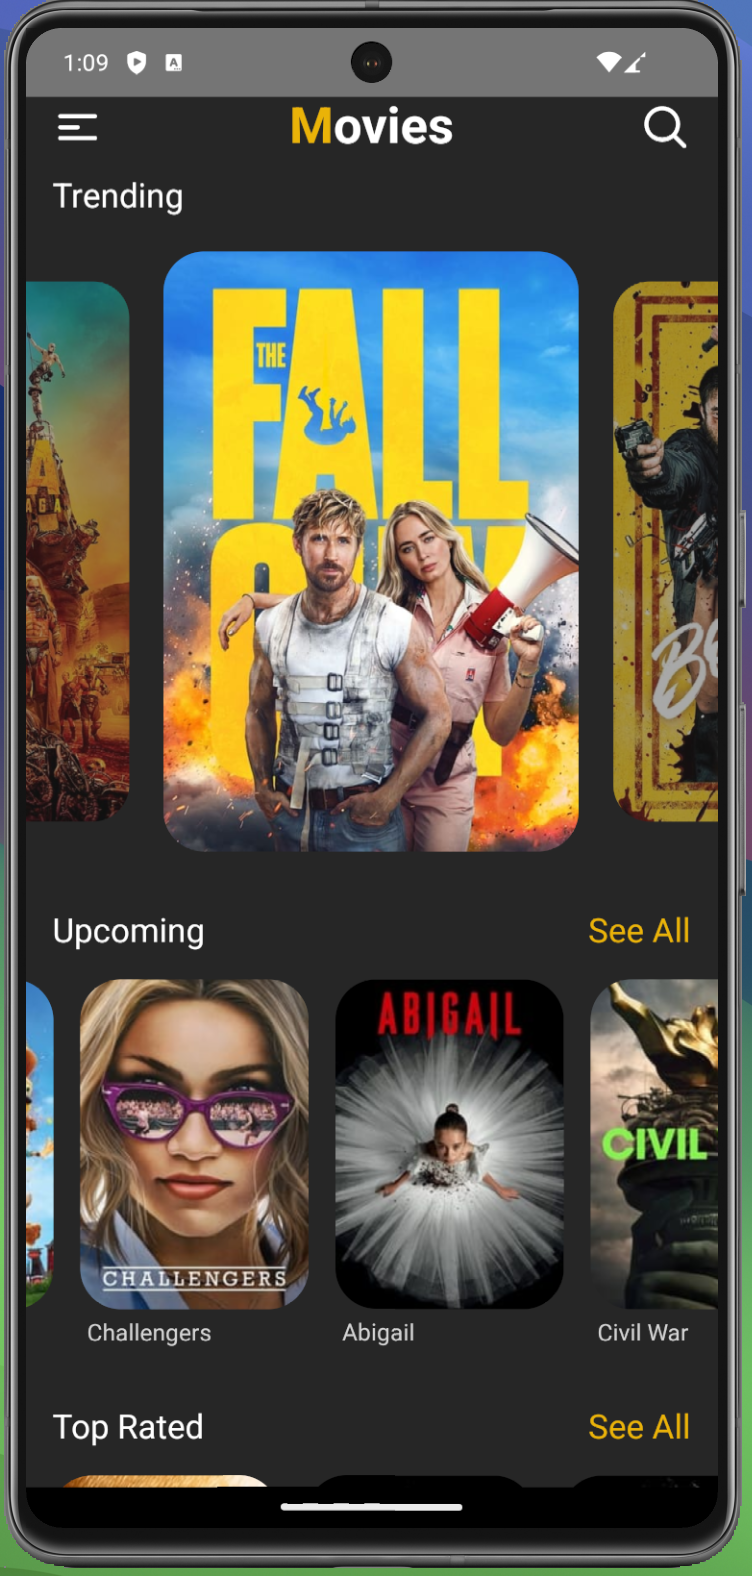 1:09
Movies
Trending
THE
FALL
Upcoming
See All
ABIGAIL
CIVIL
CHALLENGERS
Challengers
Abigail
Civil War
Top Rated
See All